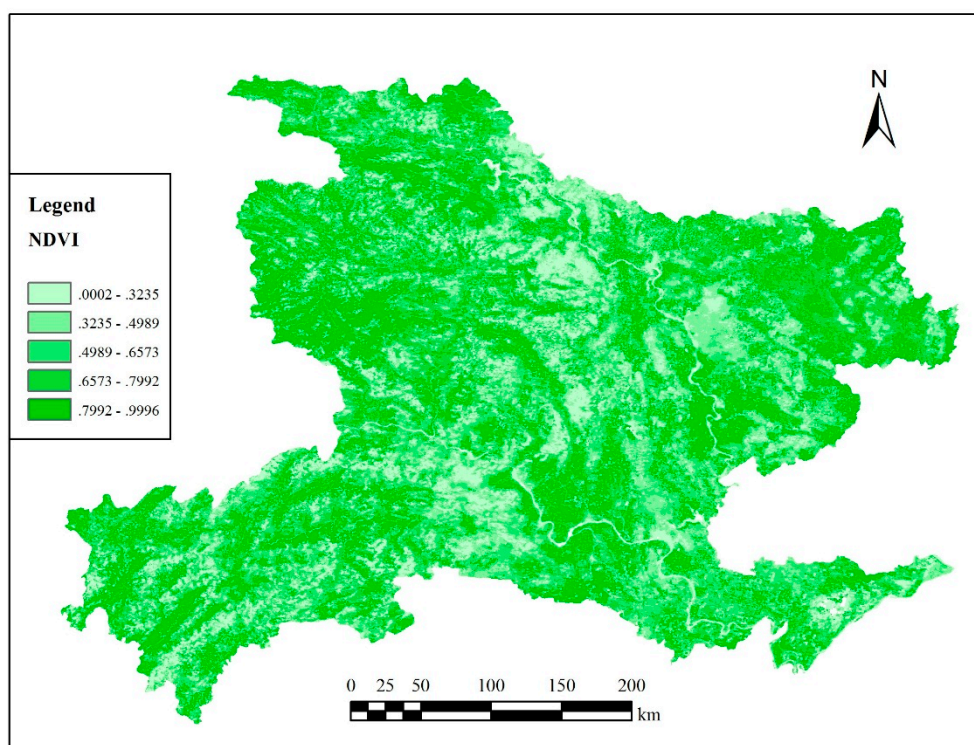 N
Legend
NDVI
.0002 - .3235
.3235 - .4989
.4989 - .6573
.6573 - .7992
.7992 - .9996
0 25 50 100 150 200
km